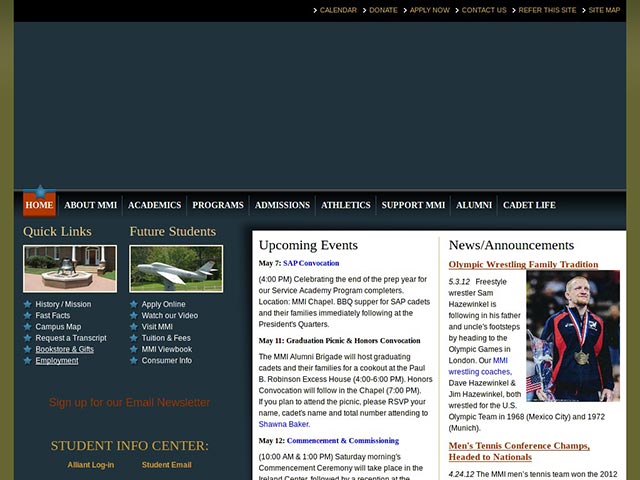 CALENDAR DONATE APPLY NOW CONTACT US REFER THIS SITE SITE MAP
HOME ABOUT MMI ACADEMICS PROGRAMS ADMISSIONS ATHLETICS SUPPORT MMI ALUMNI CADET LIFE
Quick Links
History / Mission
Fast Facts
Campus Map
Request a Transcript
Bookstore & Gifts
Employment
Future Students
Apply Online
Watch our Video
Visit MMI
Tuition & Fees
MMI Viewbook
Consumer Info
Sign up for our Email Newsletter
STUDENT INFO CENTER:
Alliant Log-in Student Email
Upcoming Events
May 7: SAP Convocation
(4:00 PM) Celebrating the end of the prep year for
our Service Academy Program completers.
Location: MMI Chapel. BBQ supper for SAP cadets
and their families immediately following at the
President's Quarters.
May 11: Graduation Picnic & Honors Convocation
The MMI Alumni Brigade will host graduating
cadets and their families for a cookout at the Paul
B. Robinson Excess House (4:00-6:00 PM). Honors
Convocation will follow in the Chapel (7:00 PM).
If you plan to attend the picnic, please RSVP your
name, cadet's name and total number attending to
Shawna Baker.
May 12: Commencement & Commissioning
(10:00 AM & 1:00 PM) Saturday morning's
Commencement Ceremony will take place in the
Ireland Center, followed by a reception at the
News/Announcements
Olympic Wrestling Family Tradition
5.3.12 Freestyle
wrestler Sam
Hazewinkel is
following in his father
and uncle's footsteps
by heading to the
Olympic Games in
London. Our MMI
wrestling coaches,
Dave Hazewinkel &
Jim Hazewinkel, both
wrestled for the U.S.
Olympic Team in 1968 (Mexico City) and 1972
(Munich).
Men's Tennis Conference Champs,
Headed to Nationals
4.24.12 The MMI men's tennis team won the 2012